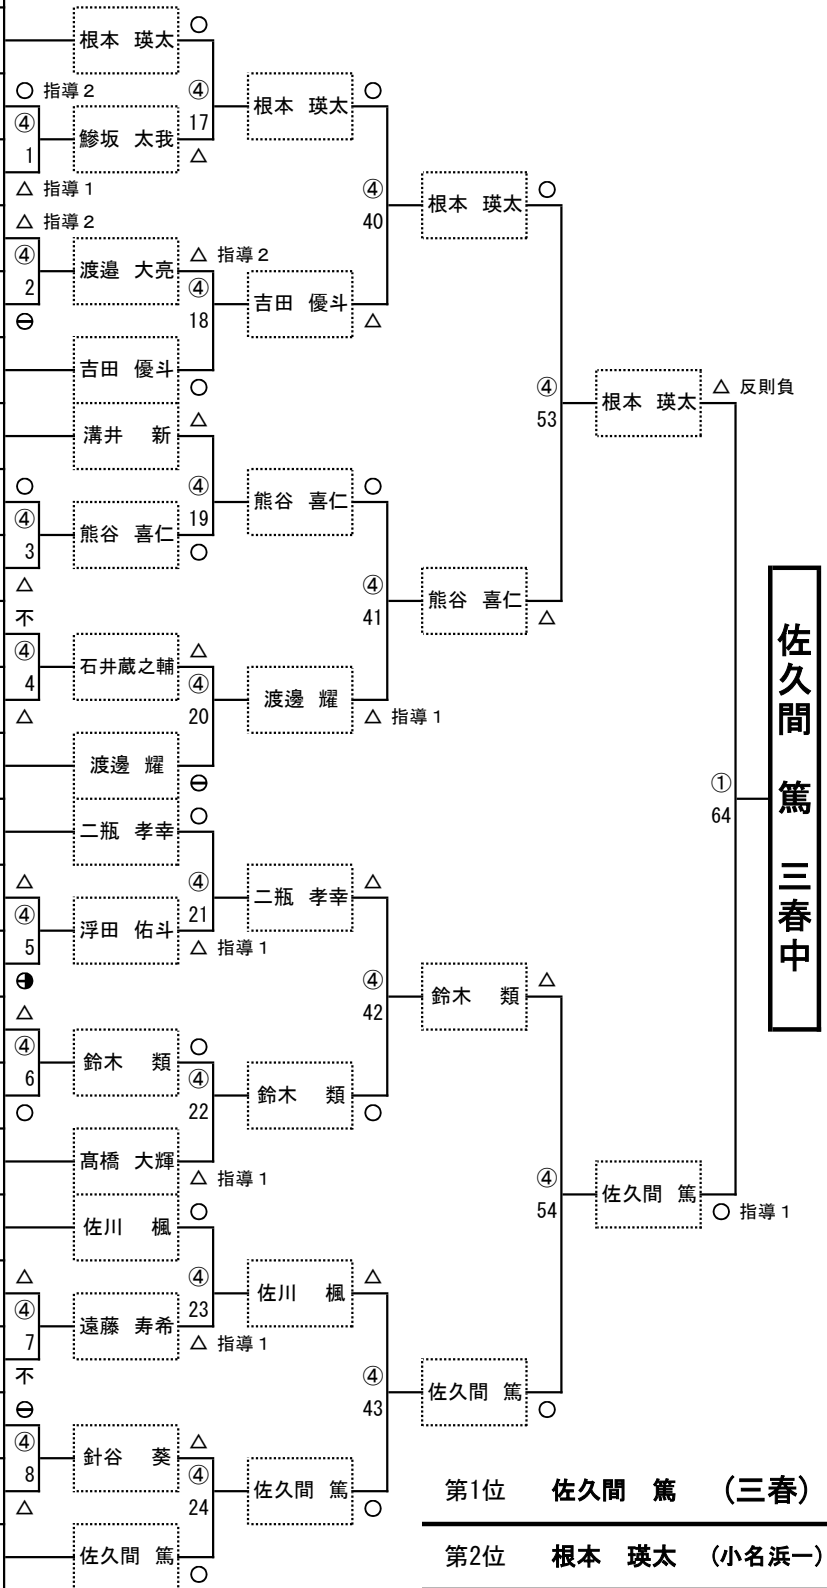 根本 瑛太 ○
○ 指導2 ④ 根本 瑛太 ○
④ 鰺坂 太我 17
1 △
△ 指導1 ④ 根本 瑛太 ○
△ 指導2 40
④ 渡邉 大亮 △ 指導2
2 ④ 吉田 優斗
⊖ 18 △
吉田 優斗 ○ ④ 根本 瑛太 △ 反則負
溝井 新 △ 53
○ ④ 熊谷 喜仁 ○
④ 熊谷 喜仁 19
3 ○
△ ④ 熊谷 喜仁
不 41 △
④ 石井蔵之輔 △
4 ④ 渡邊 耀
△ 20 △ 指導1
渡邊 耀 ⊖ ①
二瓶 孝幸 ○ 64
△ ④ 二瓶 孝幸 △
④ 浮田 佑斗 21
5 △ 指導1
◑ ④ 鈴木 類 △
△ 42
④ 鈴木 類 ○
6 ④ 鈴木 類
○ 22 ○
髙橋 大輝 △ 指導1 ④ 佐久間 篤
佐川 楓 ○ 54 ○ 指導1
△ ④ 佐川 楓 △
④ 遠藤 寿希 23
7 △ 指導1
不 ④ 佐久間 篤
⊖ 43 ○
④ 針谷 葵 △
8 ④ 佐久間 篤
△ 24 ○
佐久間 篤 ○
佐久間 篤 三春中
第1位 佐久間 篤 (三春)
第2位 根本 瑛太 (小名浜一)